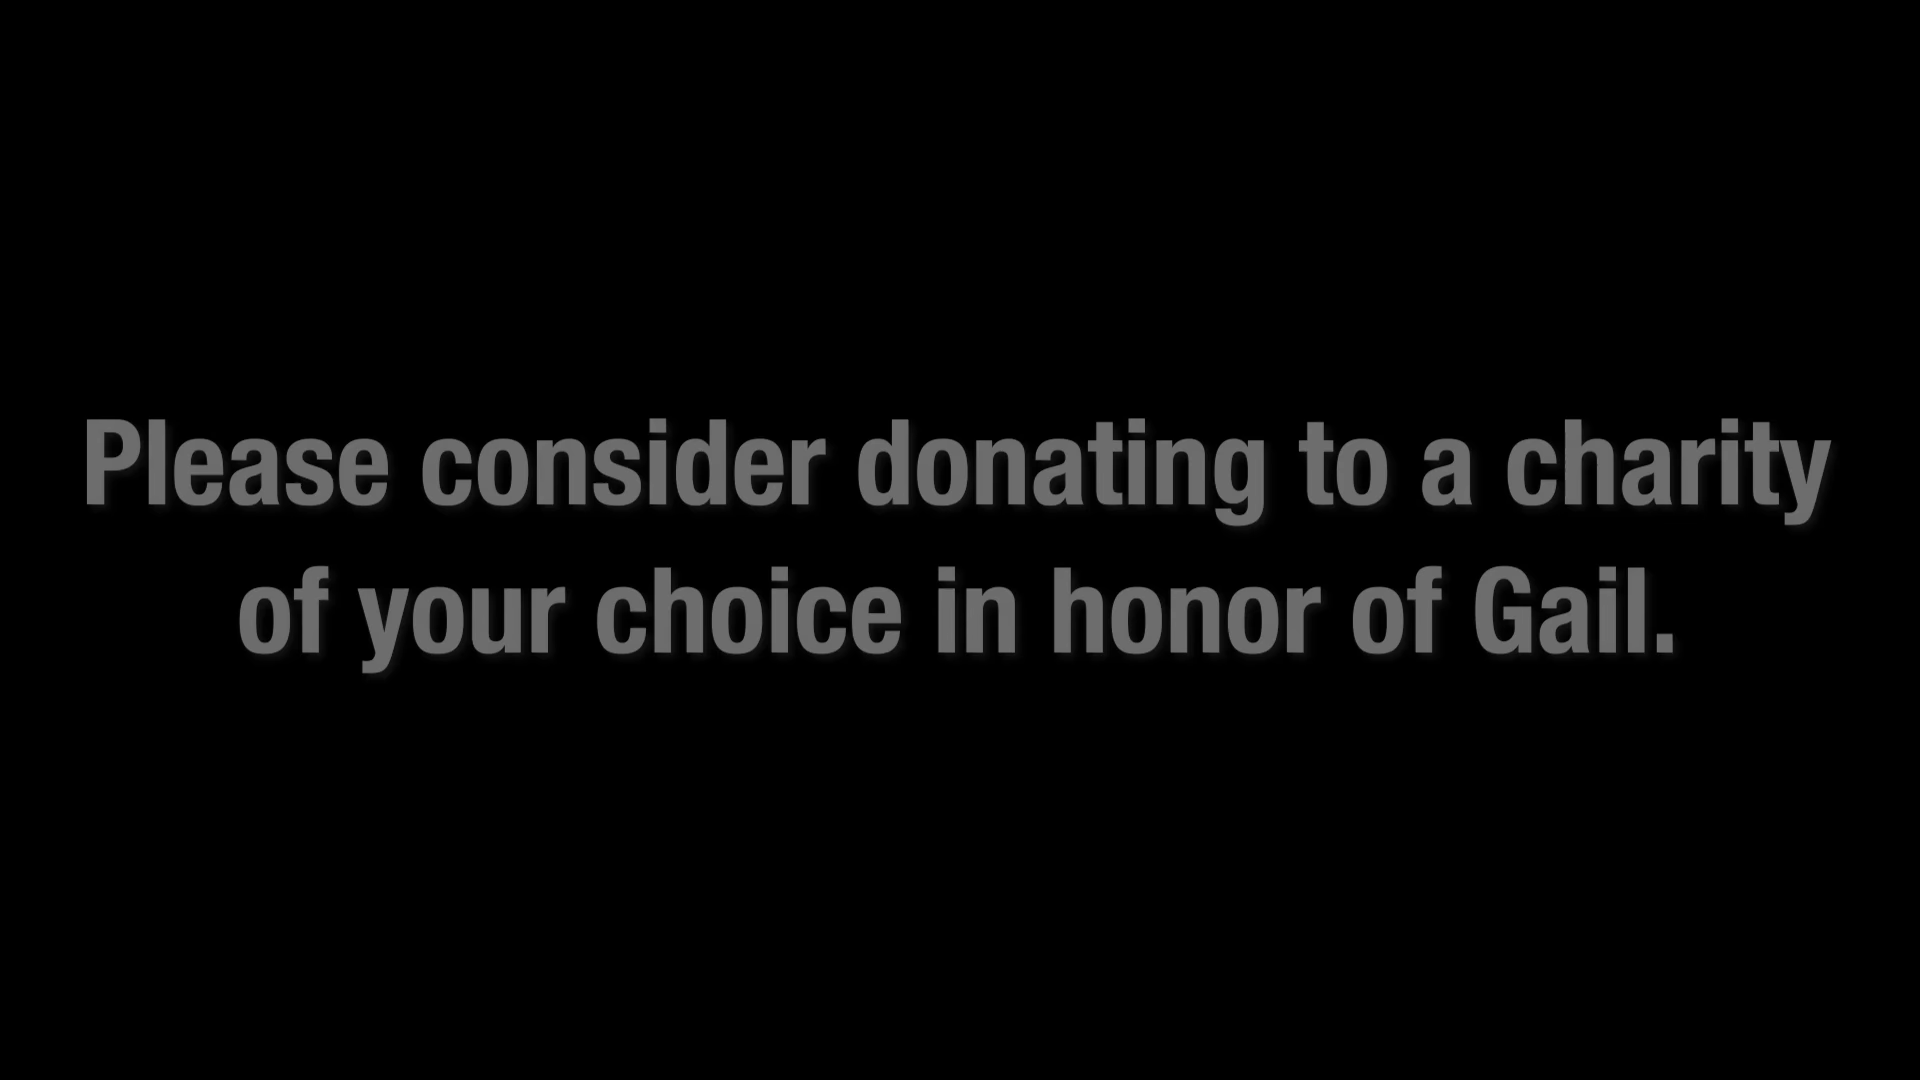 Please consider donating to a charity
of your choice in honor of Gail.